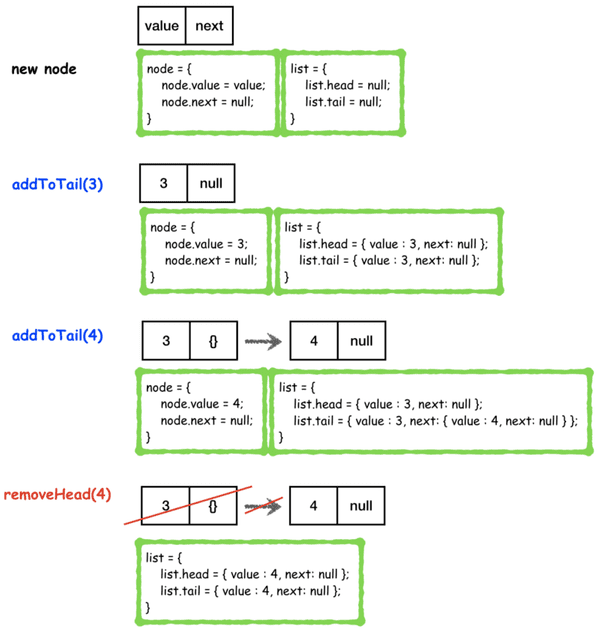 value next
new node
node = {
node.value = value;
node.next = null;
}
list = {
list.head = null;
list.tail = null;
}
addToTail(3)
3 null
node = {
node.value = 3;
node.next = null;
}
list = {
list.head = { value : 3, next: null };
list.tail = { value : 3, next: null };
}
addToTail(4)
3 {} 4 null
node = {
node.value = 4;
node.next = null;
}
list = {
list.head = { value : 3, next: null };
list.tail = { value : 3, next: { value : 4, next: null } };
}
removeHead(4)
3 {} 4 null
list = {
list.head = { value : 4, next: null };
list.tail = { value : 4, next: null };
}